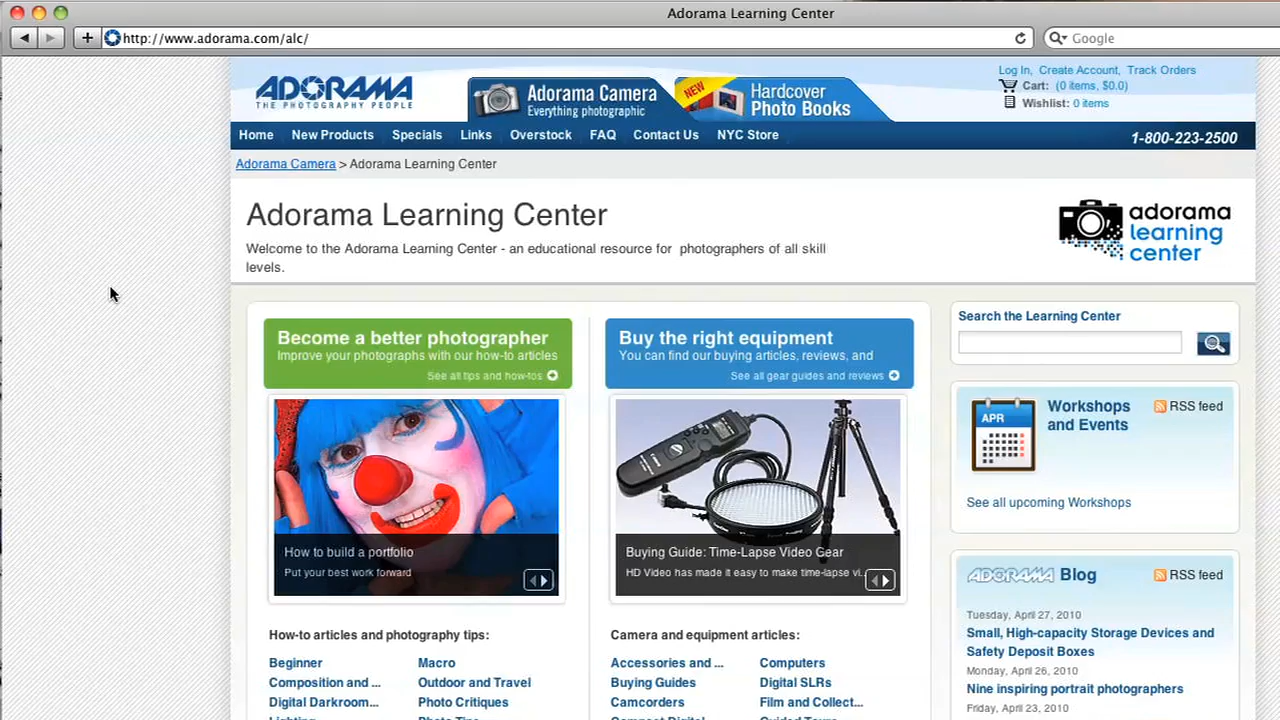 Adorama Learning Center
http://www.adorama.com/alc/
Google
ADORAMA
THE PHOTOGRAPHY PEOPLE
Adorama Camera
Everything photographic
NEW
Hardcover
Photo Books
Log In, Create Account, Track Orders
Cart: (0 items, $0.0)
Wishlist: 0 items
Home New Products Specials Links Overstock FAQ Contact Us NYC Store
1-800-223-2500
Adorama Camera > Adorama Learning Center
Adorama Learning Center
Welcome to the Adorama Learning Center - an educational resource for photographers of all skill
levels.
adorama
learning
center
Become a better photographer
Improve your photographs with our how-to articles
See all tips and how-tos
Buy the right equipment
You can find our buying articles, reviews, and
See all gear guides and reviews
How to build a portfolio
Put your best work forward
Buying Guide: Time-Lapse Video Gear
HD Video has made it easy to make time-lapse vi...
How-to articles and photography tips:
Beginner Macro
Composition and ... Outdoor and Travel
Digital Darkroom... Photo Critiques
Lighting Photo Tips
Camera and equipment articles:
Accessories and ... Computers
Buying Guides Digital SLRs
Camcorders Film and Collect...
Compact Digital Guided Tours
Search the Learning Center
APR
Workshops
and Events
RSS feed
See all upcoming Workshops
ADORAMA Blog
RSS feed
Tuesday, April 27, 2010
Small, High-capacity Storage Devices and
Safety Deposit Boxes
Monday, April 26, 2010
Nine inspiring portrait photographers
Friday, April 23, 2010